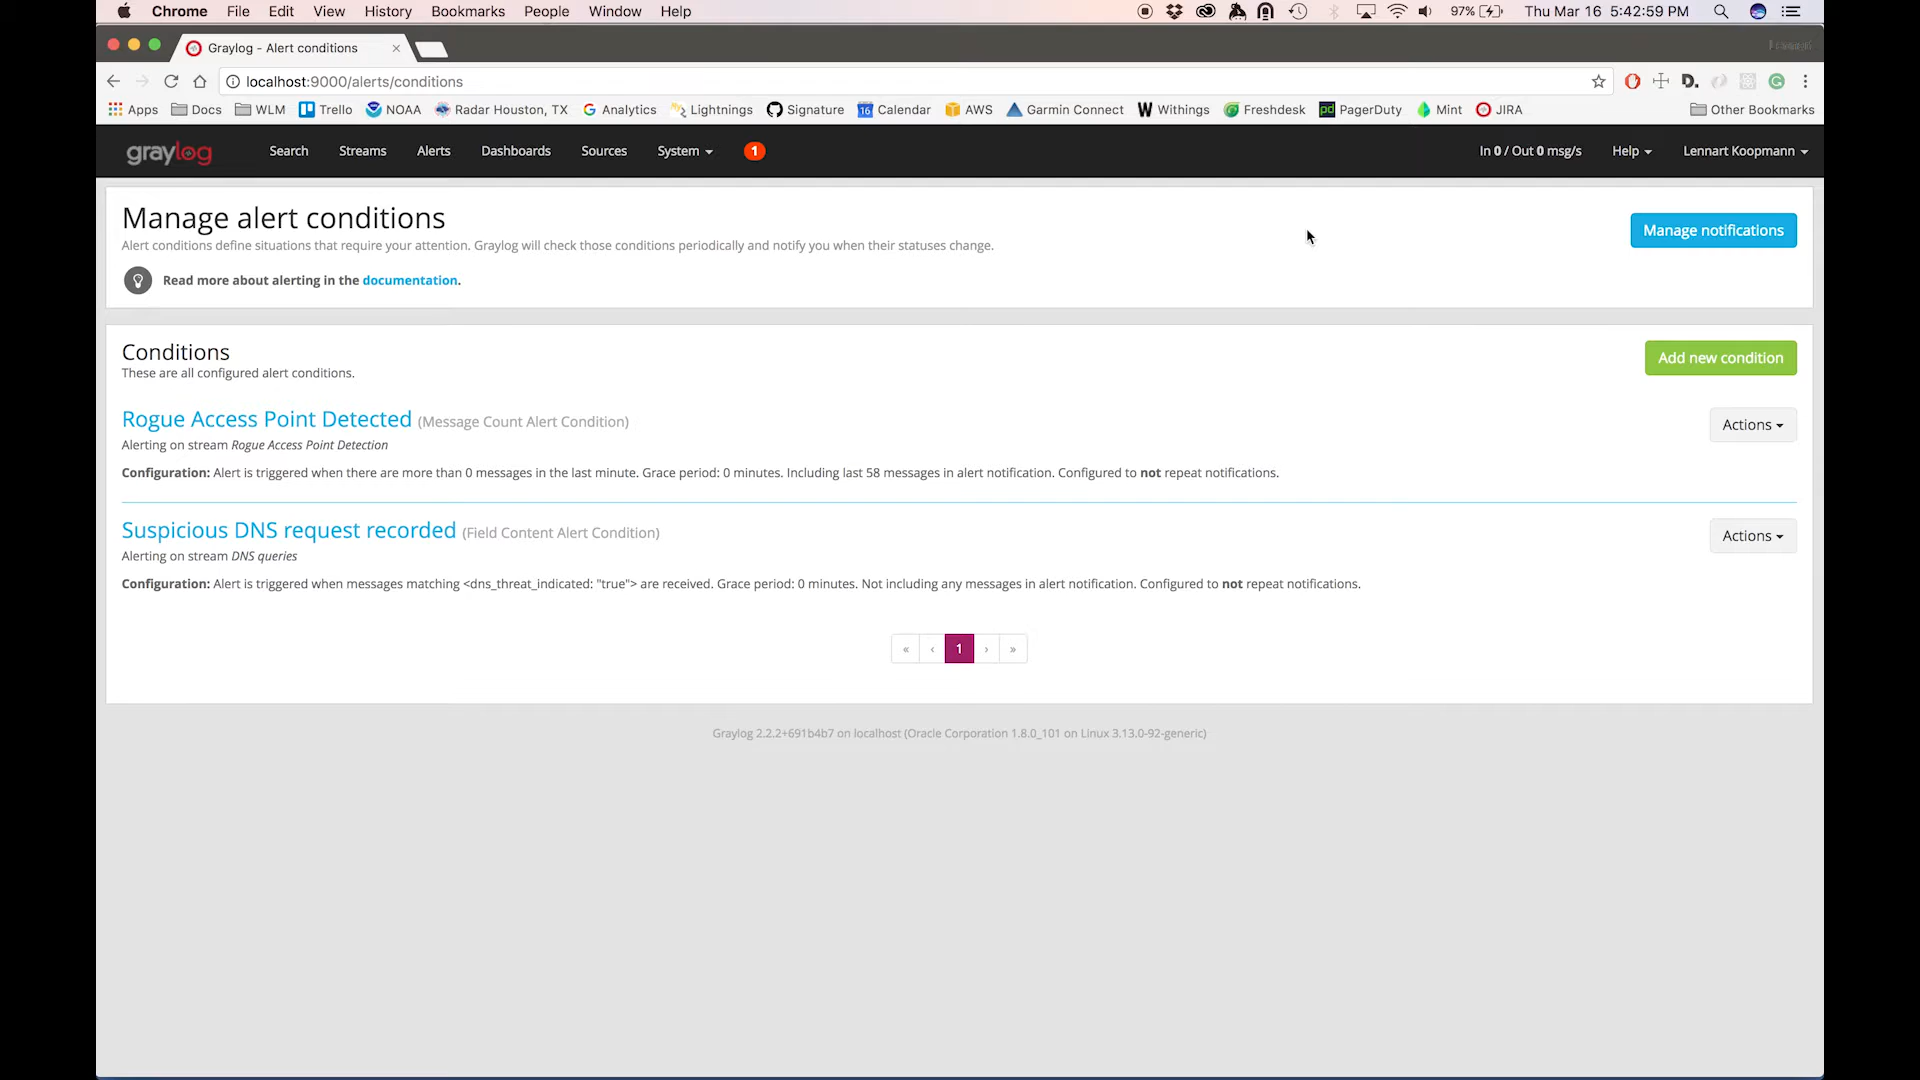 Chrome File Edit View History Bookmarks People Window Help 97% Thu Mar 16 5:42:59 PM
Graylog - Alert conditions
localhost:9000/alerts/conditions
Apps Docs WLM Trello NOAA Radar Houston, TX Analytics Lightnings Signature Calendar AWS Garmin Connect Withings Freshdesk PagerDuty Mint JIRA Other Bookmarks
graylog Search Streams Alerts Dashboards Sources System 1 In 0 / Out 0 msg/s Help Lennart Koopmann
Manage alert conditions
Manage notifications
Alert conditions define situations that require your attention. Graylog will check those conditions periodically and notify you when their statuses change.
Read more about alerting in the documentation.
Conditions
Add new condition
These are all configured alert conditions.
Rogue Access Point Detected (Message Count Alert Condition)
Actions
Alerting on stream Rogue Access Point Detection
Configuration: Alert is triggered when there are more than 0 messages in the last minute. Grace period: 0 minutes. Including last 58 messages in alert notification. Configured to not repeat notifications.
Suspicious DNS request recorded (Field Content Alert Condition)
Actions
Alerting on stream DNS queries
Configuration: Alert is triggered when messages matching <dns_threat_indicated: "true"> are received. Grace period: 0 minutes. Not including any messages in alert notification. Configured to not repeat notifications.
« ‹ 1 › »
Graylog 2.2.2+691b4b7 on localhost (Oracle Corporation 1.8.0_101 on Linux 3.13.0-92-generic)